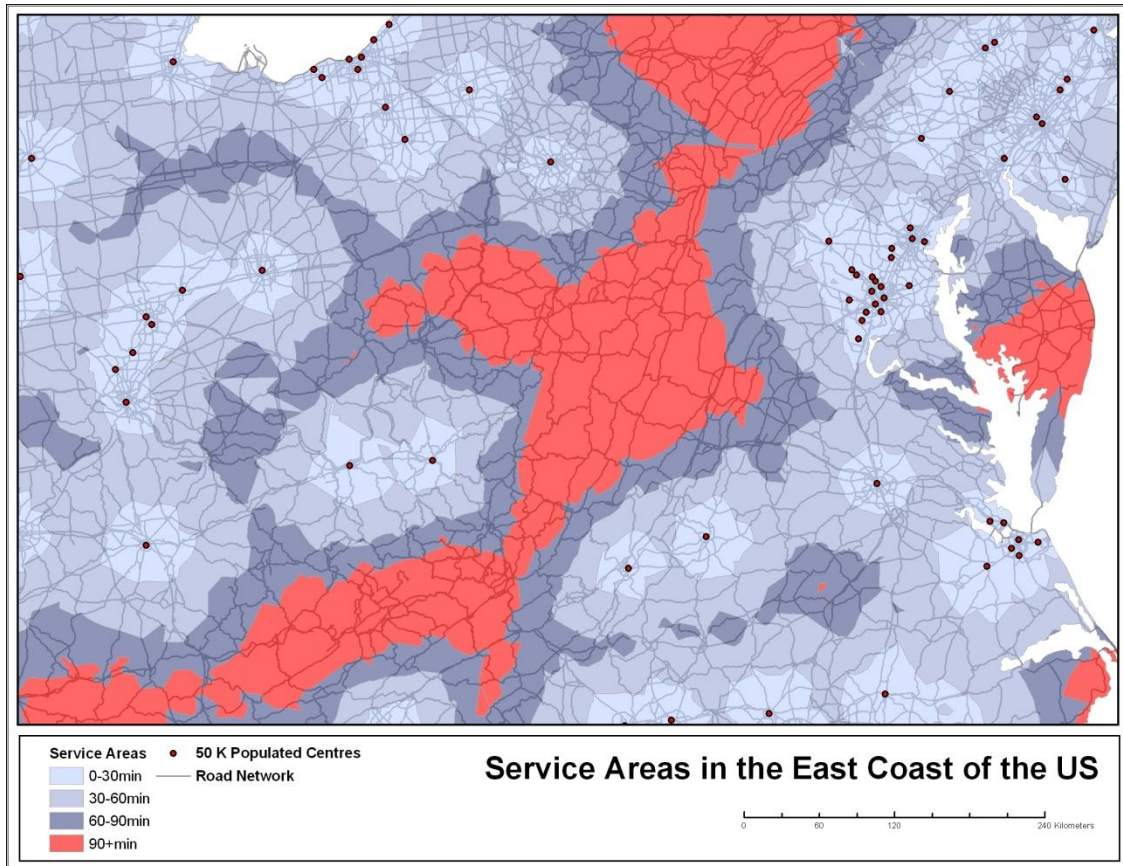 Service Areas
50 K Populated Centres
0-30min
Road Network
30-60min
60-90min
90+min
Service Areas in the East Coast of the US
0 60 120 240 Kilometers